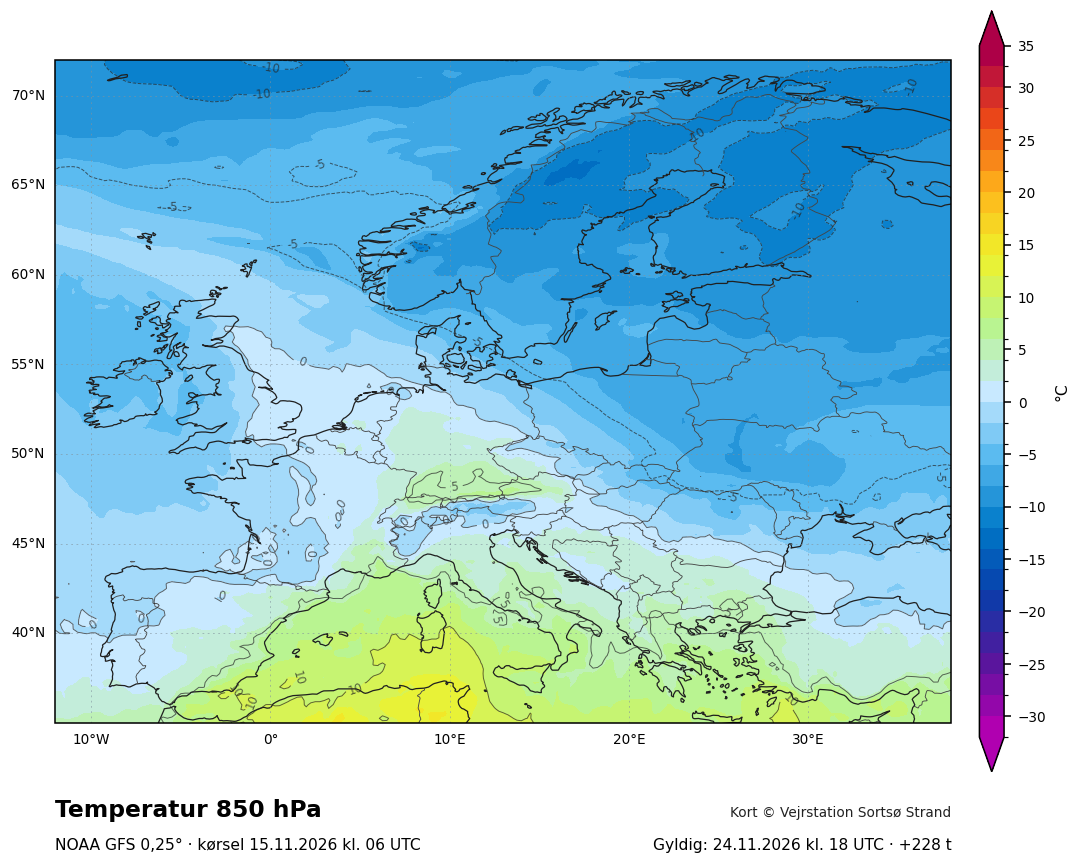 70°N
65°N
60°N
55°N
50°N
45°N
40°N
10°W 0° 10°E 20°E 30°E
35
30
25
20
15
10
5
0
−5
−10
−15
−20
−25
−30
°C
Temperatur 850 hPa
Kort © Vejrstation Sortsø Strand
NOAA GFS 0,25° · kørsel 15.11.2026 kl. 06 UTC
Gyldig: 24.11.2026 kl. 18 UTC · +228 t